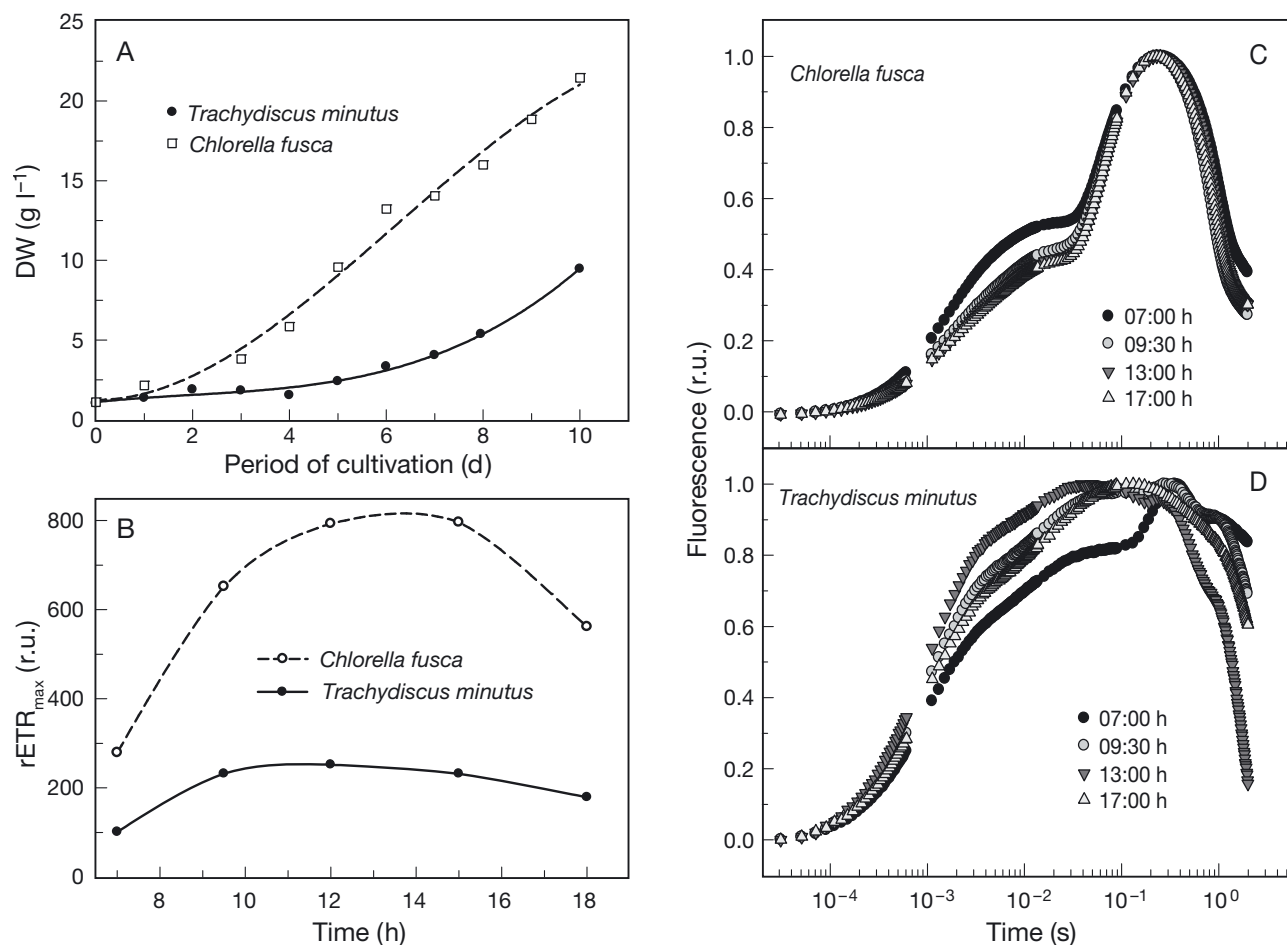 A
25
20
15
10
5
0
DW (g l⁻¹)
Trachydiscus minutus
Chlorella fusca
0 2 4 6 8 10
Period of cultivation (d)
B
800
600
400
200
0
rETRmax (r.u.)
Chlorella fusca
Trachydiscus minutus
8 10 12 14 16 18
Time (h)
C
Chlorella fusca
1.0
0.8
0.6
0.4
0.2
0.0
07:00 h
09:30 h
13:00 h
17:00 h
Fluorescence (r.u.)
D
Trachydiscus minutus
1.0
0.8
0.6
0.4
0.2
0.0
07:00 h
09:30 h
13:00 h
17:00 h
10⁻⁴ 10⁻³ 10⁻² 10⁻¹ 10⁰
Time (s)